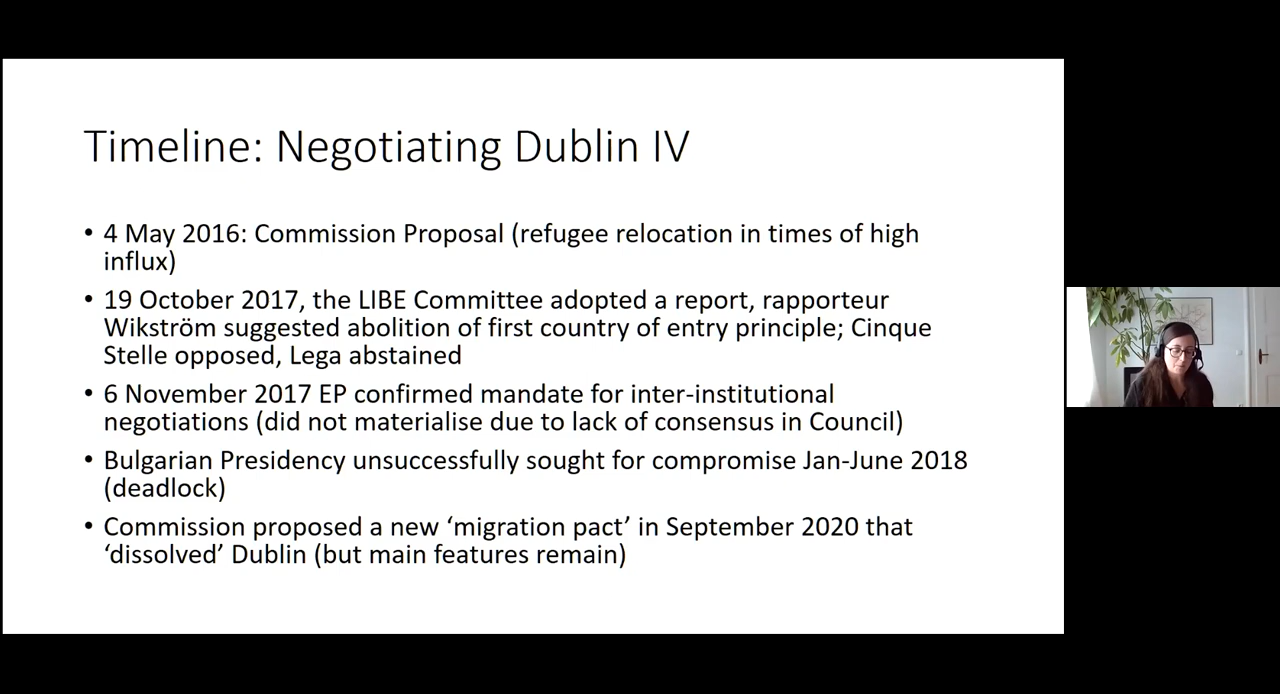 Timeline: Negotiating Dublin IV
• 4 May 2016: Commission Proposal (refugee relocation in times of high
influx)
• 19 October 2017, the LIBE Committee adopted a report, rapporteur
Wikström suggested abolition of first country of entry principle; Cinque
Stelle opposed, Lega abstained
• 6 November 2017 EP confirmed mandate for inter-institutional
negotiations (did not materialise due to lack of consensus in Council)
• Bulgarian Presidency unsuccessfully sought for compromise Jan-June 2018
(deadlock)
• Commission proposed a new ‘migration pact’ in September 2020 that
‘dissolved’ Dublin (but main features remain)